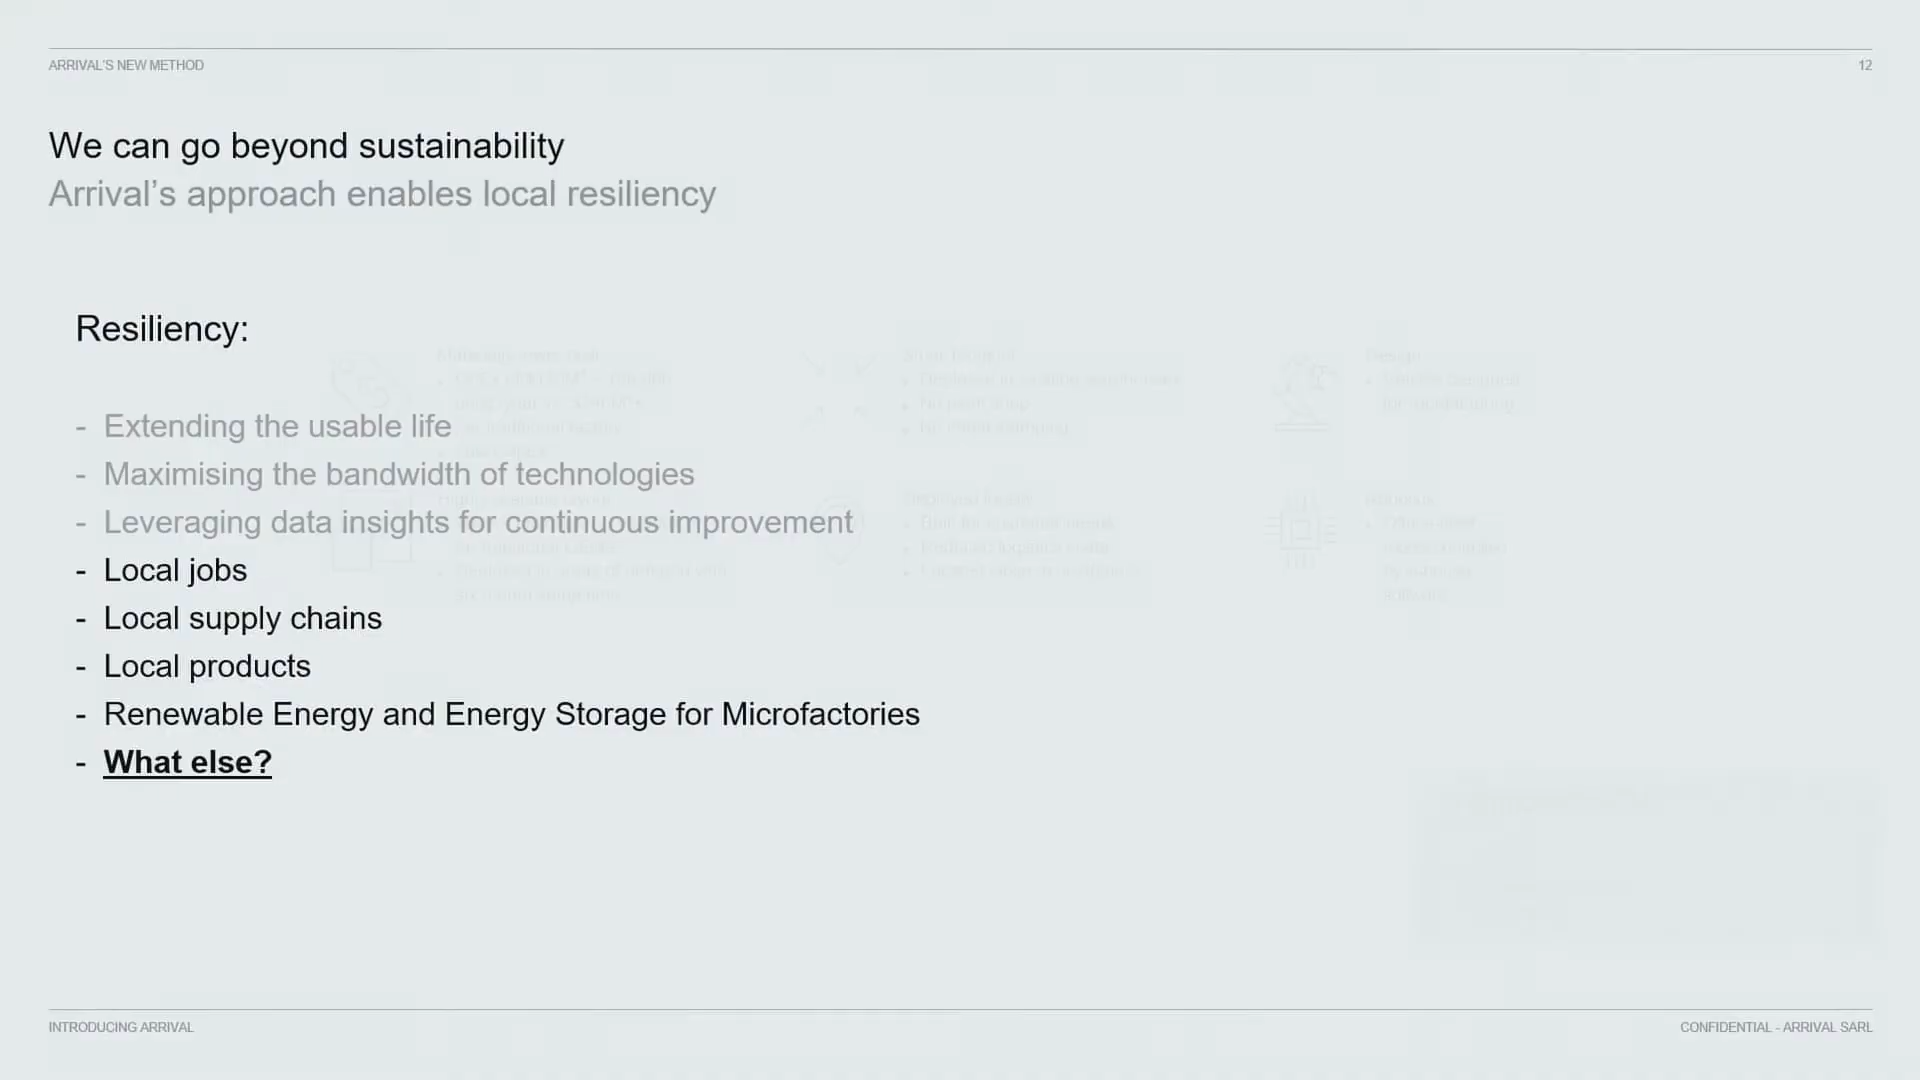 ARRIVAL'S NEW METHOD
12
We can go beyond sustainability
Arrival's approach enables local resiliency
Resiliency:
- Extending the usable life
- Maximising the bandwidth of technologies
- Leveraging data insights for continuous improvement
- Local jobs
- Local supply chains
- Local products
- Renewable Energy and Energy Storage for Microfactories
- What else?
INTRODUCING ARRIVAL
CONFIDENTIAL - ARRIVAL SARL